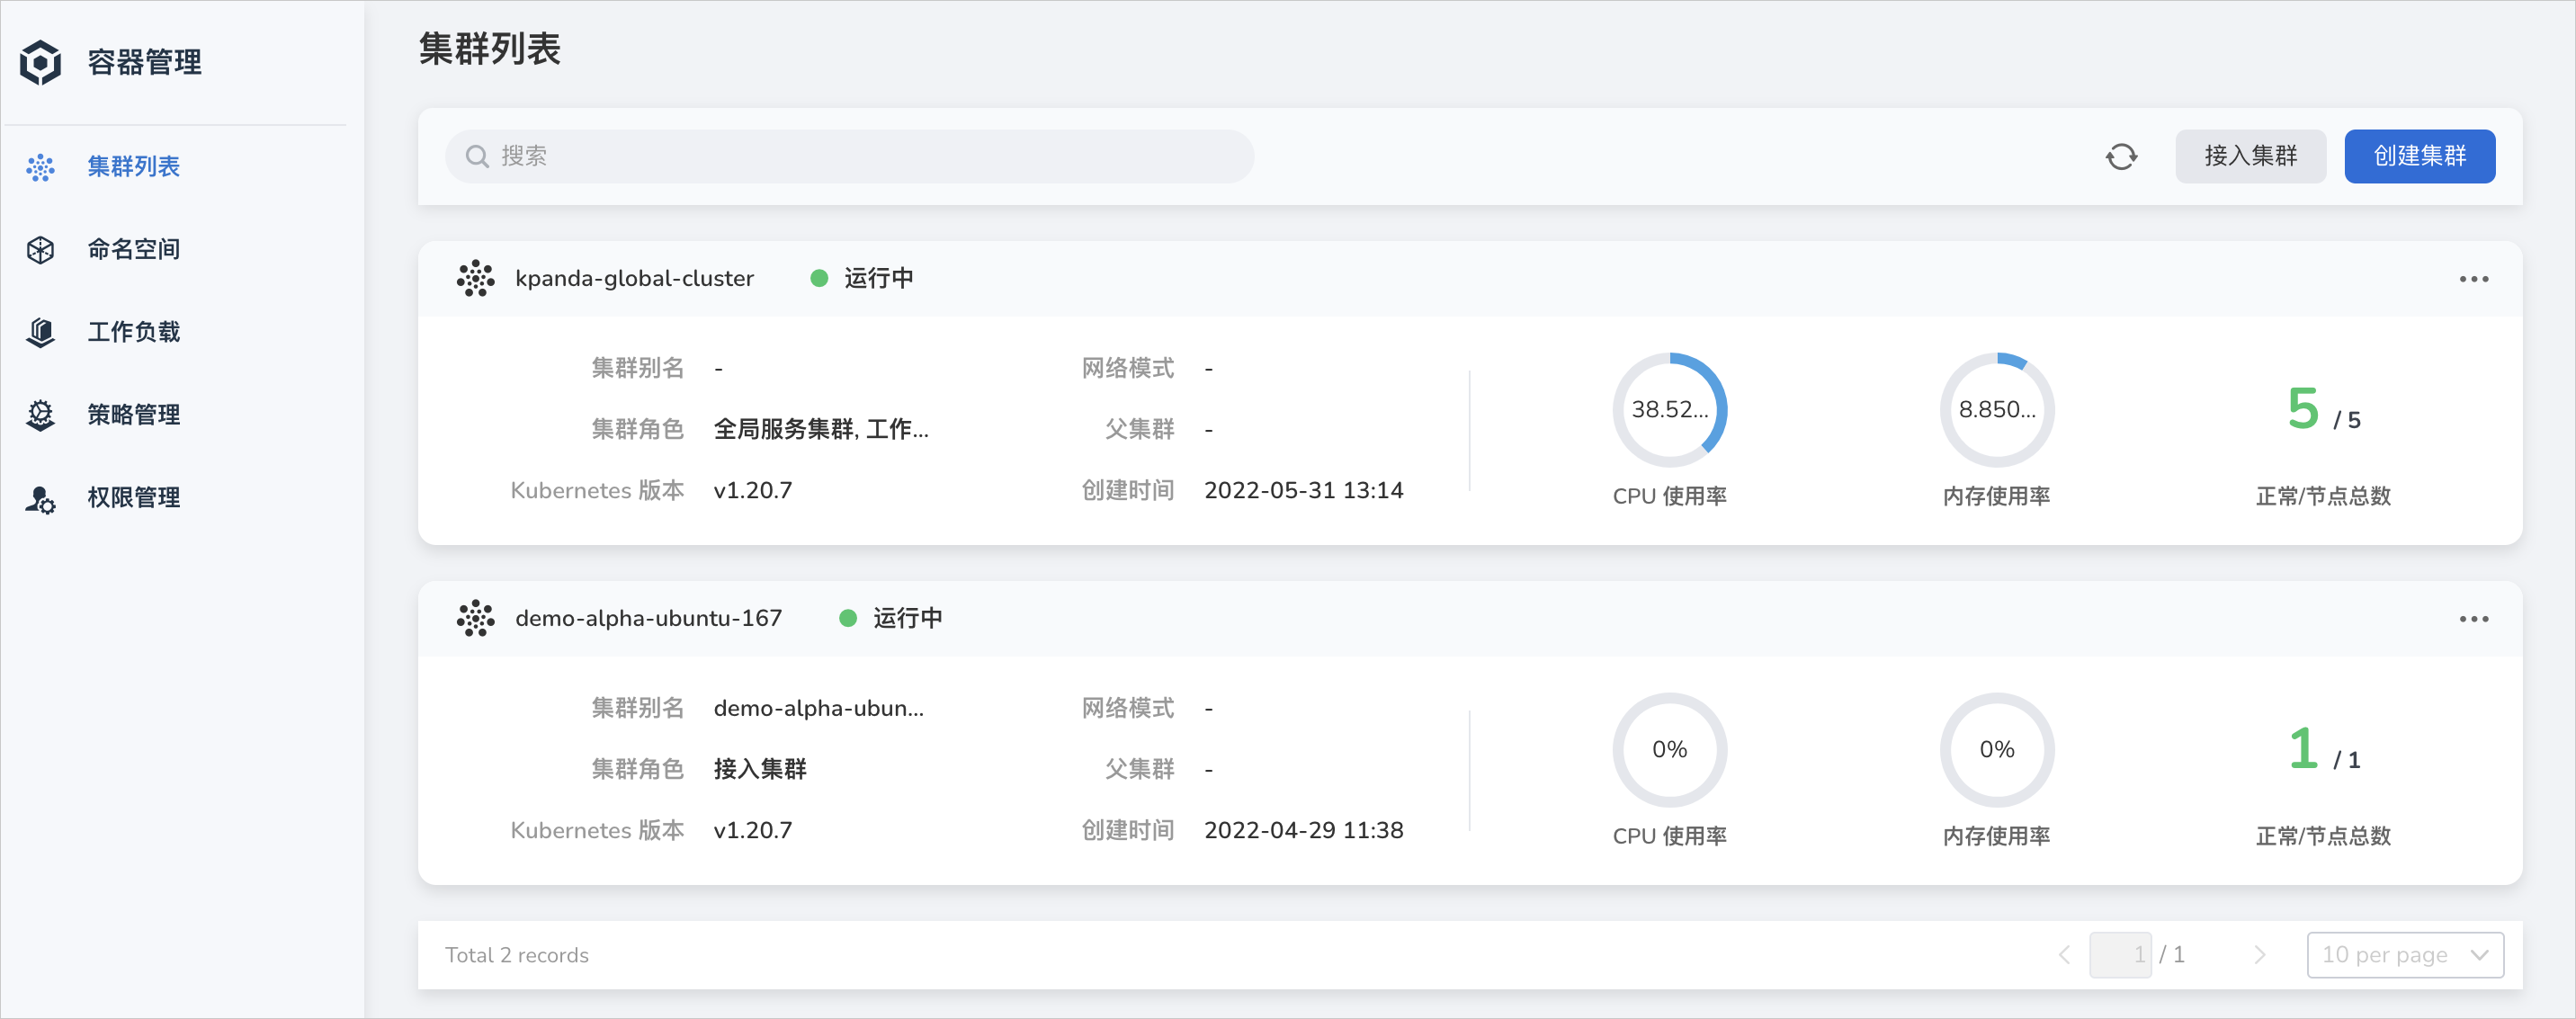 容器管理
集群列表
命名空间
工作负载
策略管理
权限管理
集群列表
搜索
接入集群
创建集群
kpanda-global-cluster 运行中
集群别名 - 网络模式 -
集群角色 全局服务集群, 工作... 父集群 -
Kubernetes 版本 v1.20.7 创建时间 2022-05-31 13:14
38.52...
CPU 使用率
8.850...
内存使用率
5 / 5
正常/节点总数
demo-alpha-ubuntu-167 运行中
集群别名 demo-alpha-ubun... 网络模式 -
集群角色 接入集群 父集群 -
Kubernetes 版本 v1.20.7 创建时间 2022-04-29 11:38
0%
CPU 使用率
0%
内存使用率
1 / 1
正常/节点总数
Total 2 records
1 / 1
10 per page